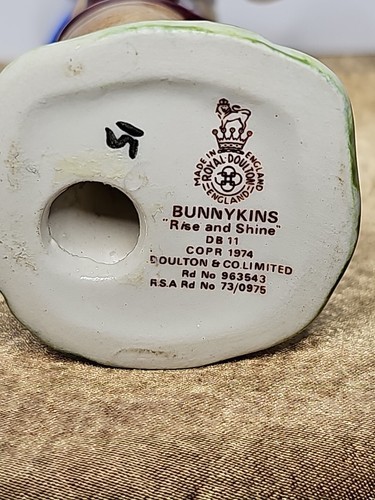 MADE IN ENGLAND
ROYAL DOULTON
ENGLAND
BUNNYKINS
"Rise and Shine"
DB 11
COPR 1974
DOULTON & CO.LIMITED
Rd No 963543
R.S.A Rd No 73/0975